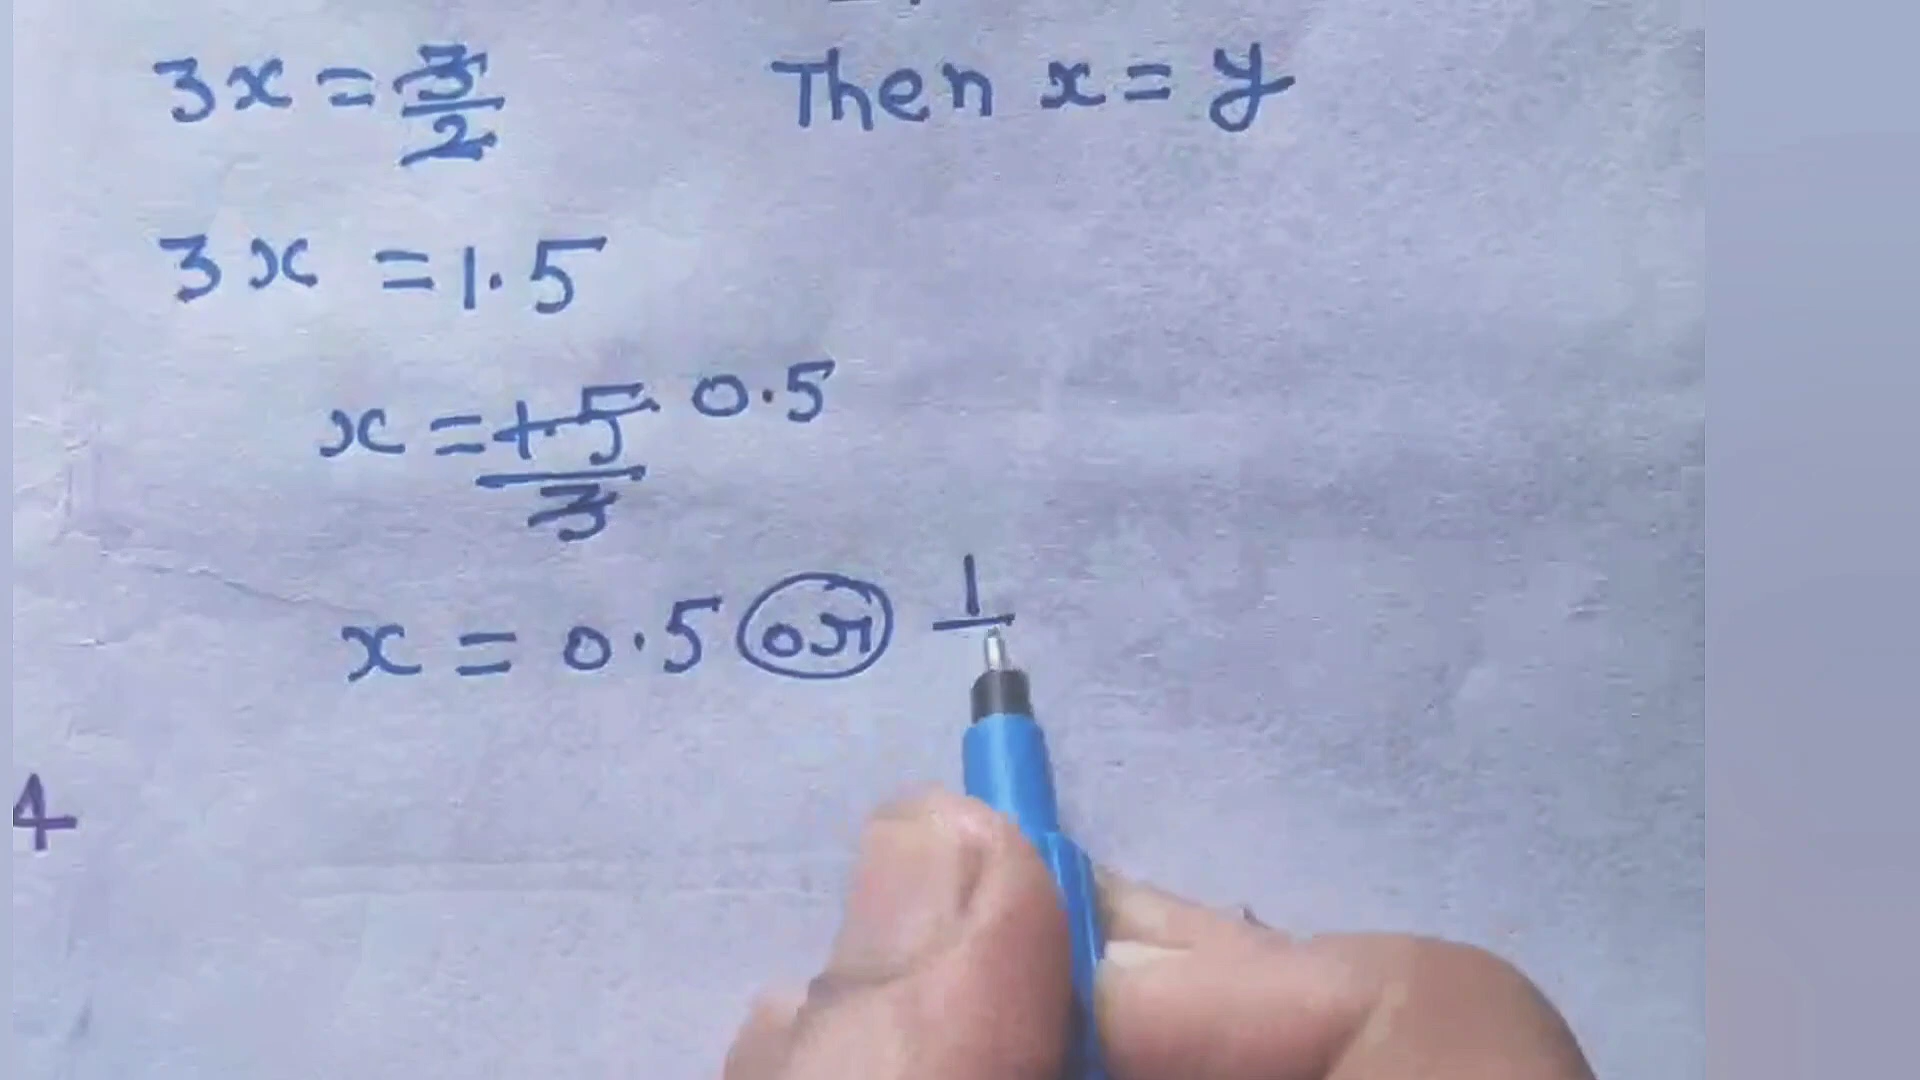 3x = 3/2
Then x = y
3x = 1.5
x = 1.5/3 0.5
x = 0.5 or 1
4